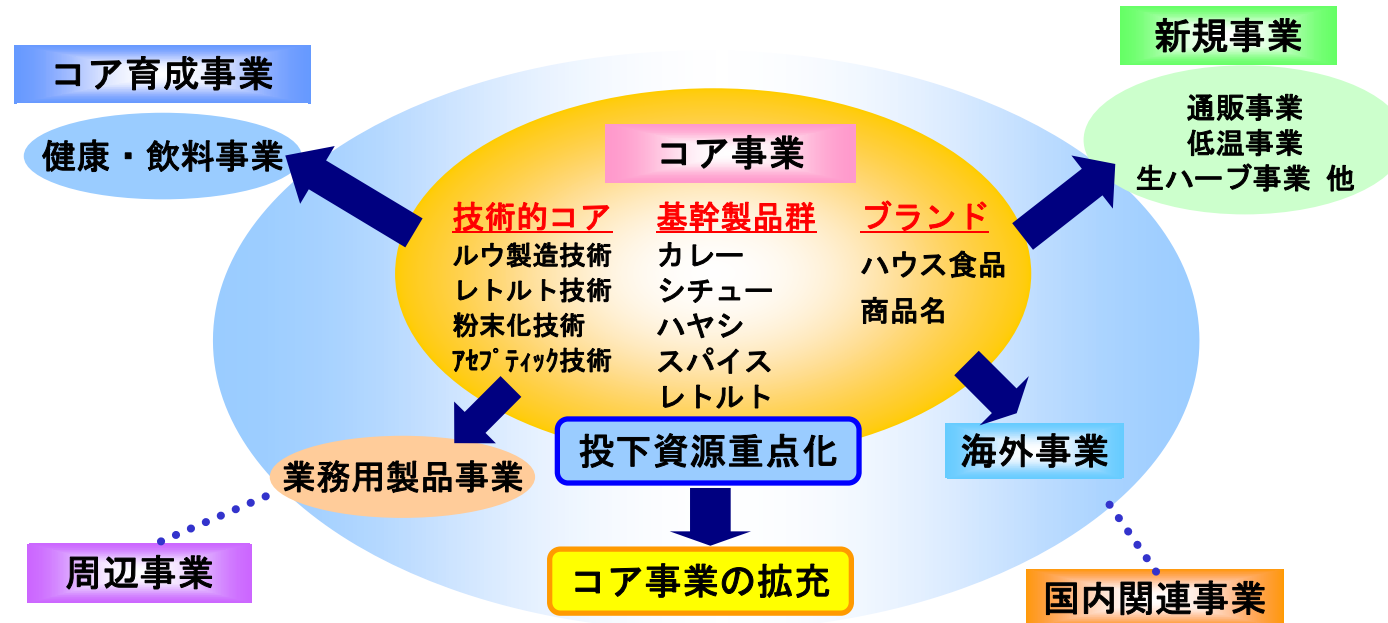 コア育成事業
健康・飲料事業
新規事業
通販事業
低温事業
生ハーブ事業 他
コア事業
技術的コア
ルウ製造技術
レトルト技術
粉末化技術
ｱｾﾌﾟﾃｨｯｸ技術
基幹製品群
カレー
シチュー
ハヤシ
スパイス
レトルト
ブランド
ハウス食品
商品名
投下資源重点化
業務用製品事業
海外事業
周辺事業
コア事業の拡充
国内関連事業